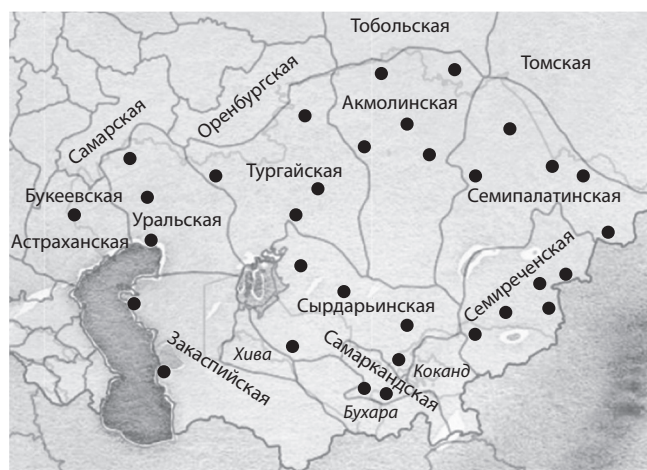 Тобольская
Томская
Оренбургская
Акмолинская
Самарская
Тургайская
Букеевская
Семипалатинская
Уральская
Астраханская
Семиреченская
Сырдарьинская
Закаспийская
Хива
Самаркандская
Коканд
Бухара